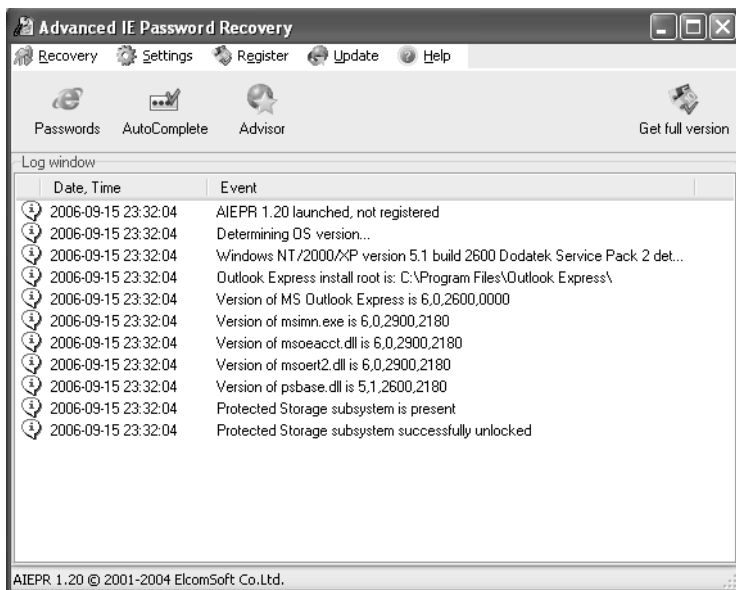 Advanced IE Password Recovery
Recovery Settings Register Update Help
Passwords AutoComplete Advisor Get full version
Log window
Date, Time Event
2006-09-15 23:32:04 AIEPR 1.20 launched, not registered
2006-09-15 23:32:04 Determining OS version...
2006-09-15 23:32:04 Windows NT/2000/XP version 5.1 build 2600 Dodatek Service Pack 2 det...
2006-09-15 23:32:04 Outlook Express install root is: C:\Program Files\Outlook Express\
2006-09-15 23:32:04 Version of MS Outlook Express is 6,0,2600,0000
2006-09-15 23:32:04 Version of msimn.exe is 6,0,2900,2180
2006-09-15 23:32:04 Version of msoeacct.dll is 6,0,2900,2180
2006-09-15 23:32:04 Version of msoert2.dll is 6,0,2900,2180
2006-09-15 23:32:04 Version of psbase.dll is 5,1,2600,2180
2006-09-15 23:32:04 Protected Storage subsystem is present
2006-09-15 23:32:04 Protected Storage subsystem successfully unlocked
AIEPR 1.20 © 2001-2004 ElcomSoft Co.Ltd.